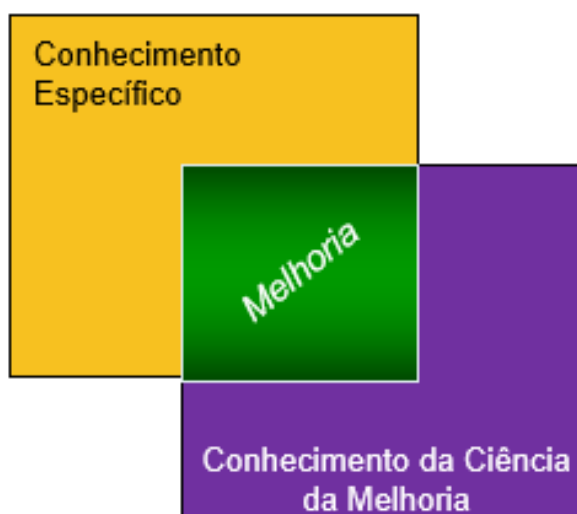 Conhecimento
Específico
Melhoria
Conhecimento da Ciência
da Melhoria